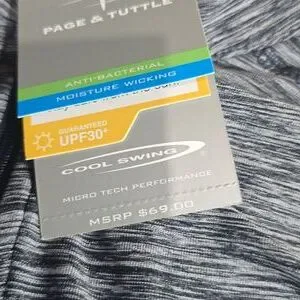 PAGE & TUTTLE
ANTI-BACTERIAL
MOISTURE WICKING
GUARANTEED
UPF30+
COOL SWING®
MICRO TECH PERFORMANCE
MSRP $69.00